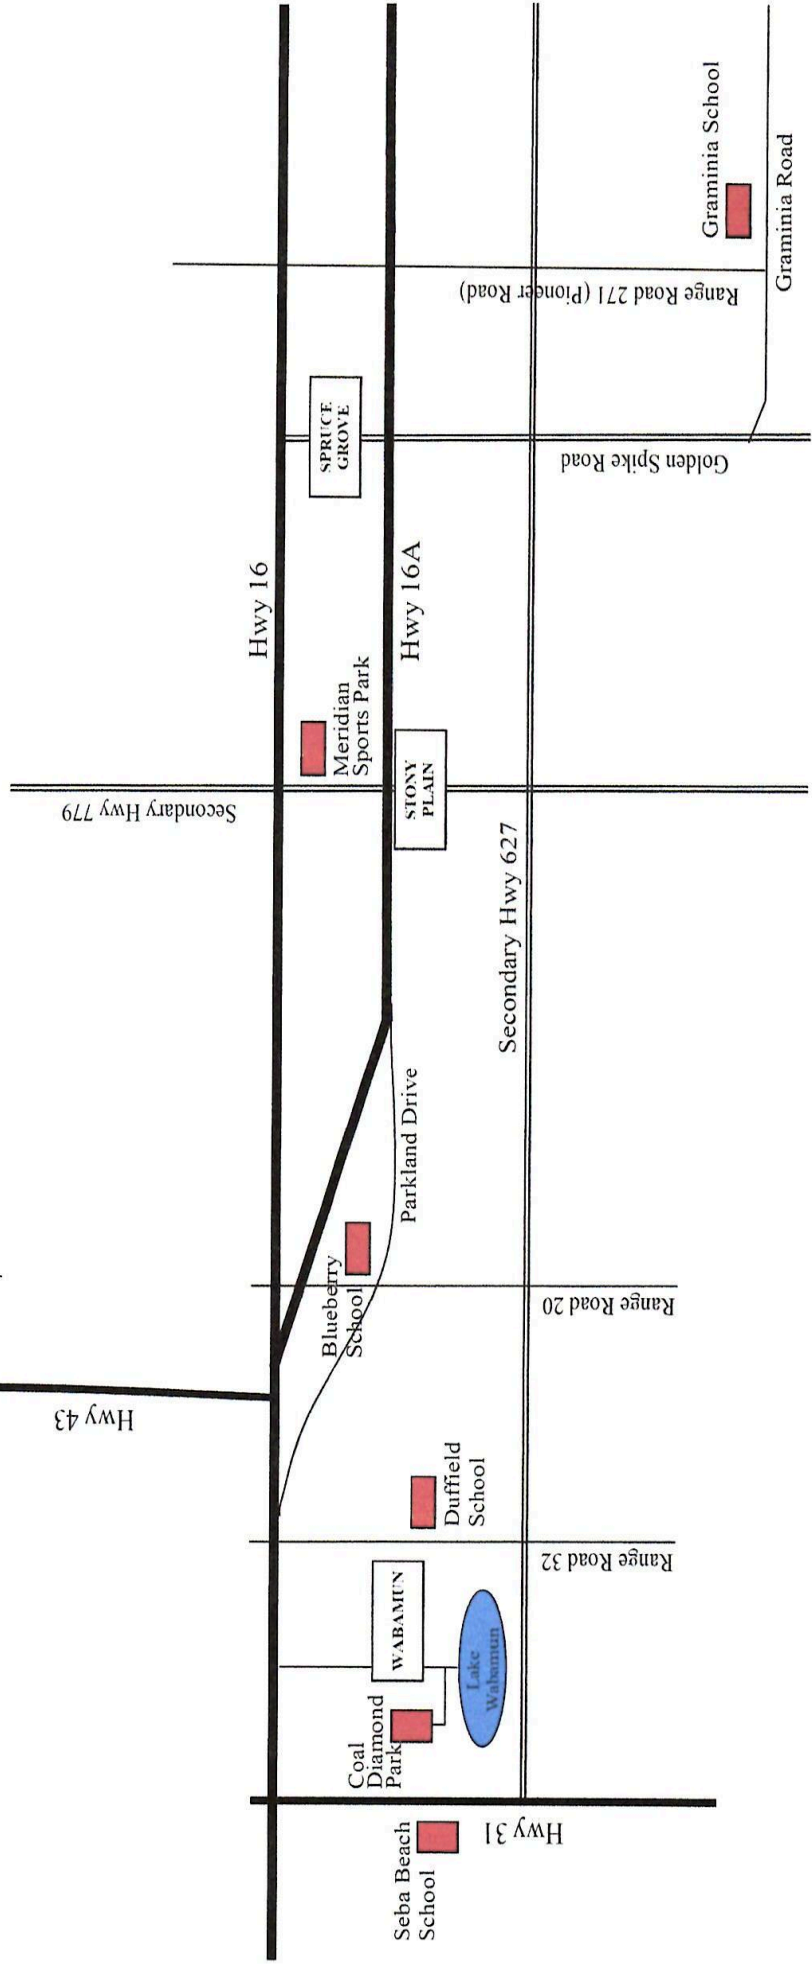 Hwy 43
Secondary Hwy 779
Hwy 16
SPRUCE
GROVE
Meridian
Sports Park
Hwy 16A
STONY
PLAIN
Blueberry
School
Parkland Drive
Coal
Diamond
Park
WABAMUN
Duffield
School
Seba Beach
School
Hwy 31
Lake
Wabamun
Range Road 32
Range Road 20
Secondary Hwy 627
Golden Spike Road
Range Road 271 (Pioneer Road)
Graminia School
Graminia Road